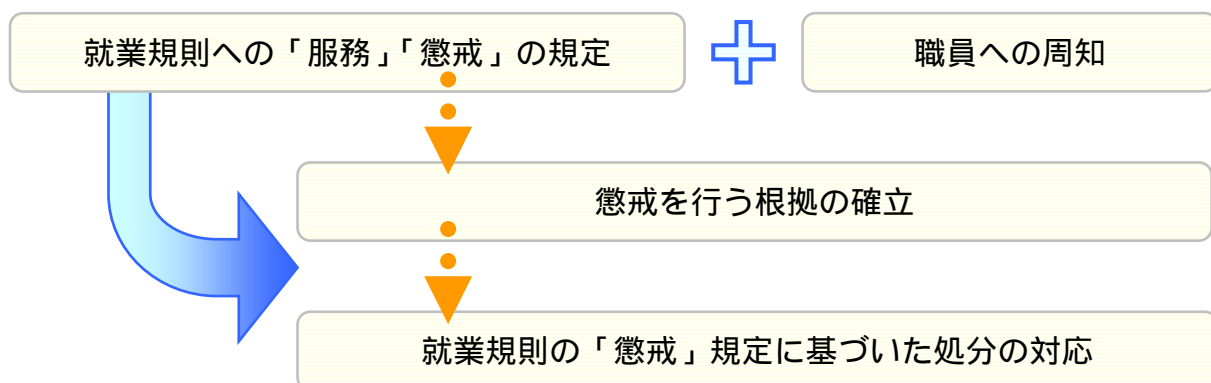 就業規則への「服務」「懲戒」の規定
職員への周知
懲戒を行う根拠の確立
就業規則の「懲戒」規定に基づいた処分の対応